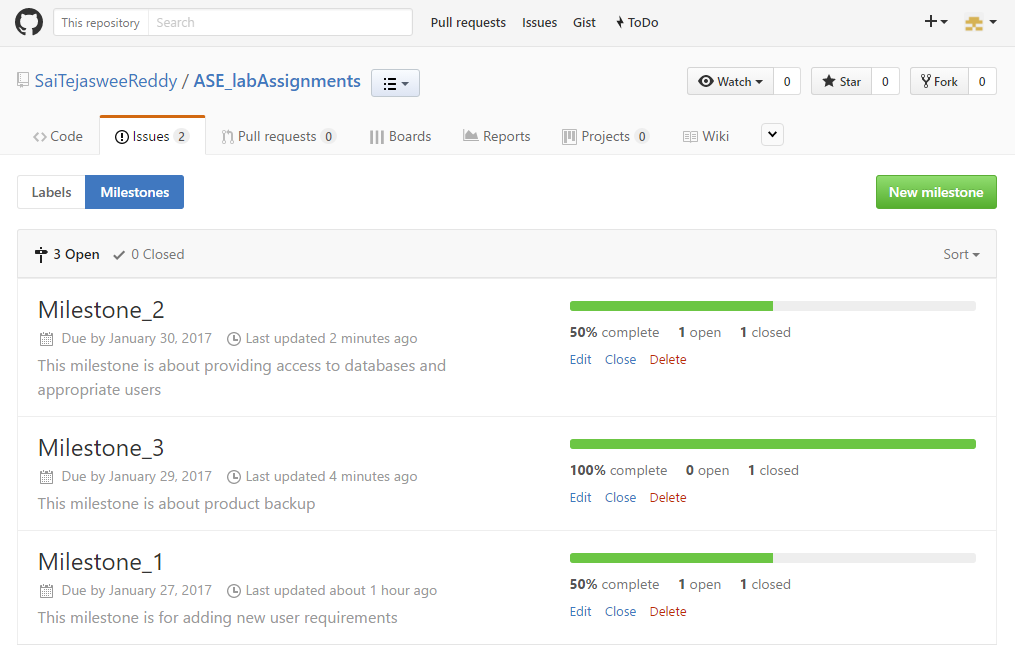 This repository Search Pull requests Issues Gist ToDo
SaiTejasweeReddy / ASE_labAssignments Watch 0 Star 0 Fork 0
Code Issues 2 Pull requests 0 Boards Reports Projects 0 Wiki
Labels Milestones New milestone
3 Open 0 Closed Sort
Milestone_2
Due by January 30, 2017 Last updated 2 minutes ago
This milestone is about providing access to databases and
appropriate users
50% complete 1 open 1 closed
Edit Close Delete
Milestone_3
Due by January 29, 2017 Last updated 4 minutes ago
This milestone is about product backup
100% complete 0 open 1 closed
Edit Close Delete
Milestone_1
Due by January 27, 2017 Last updated about 1 hour ago
This milestone is for adding new user requirements
50% complete 1 open 1 closed
Edit Close Delete